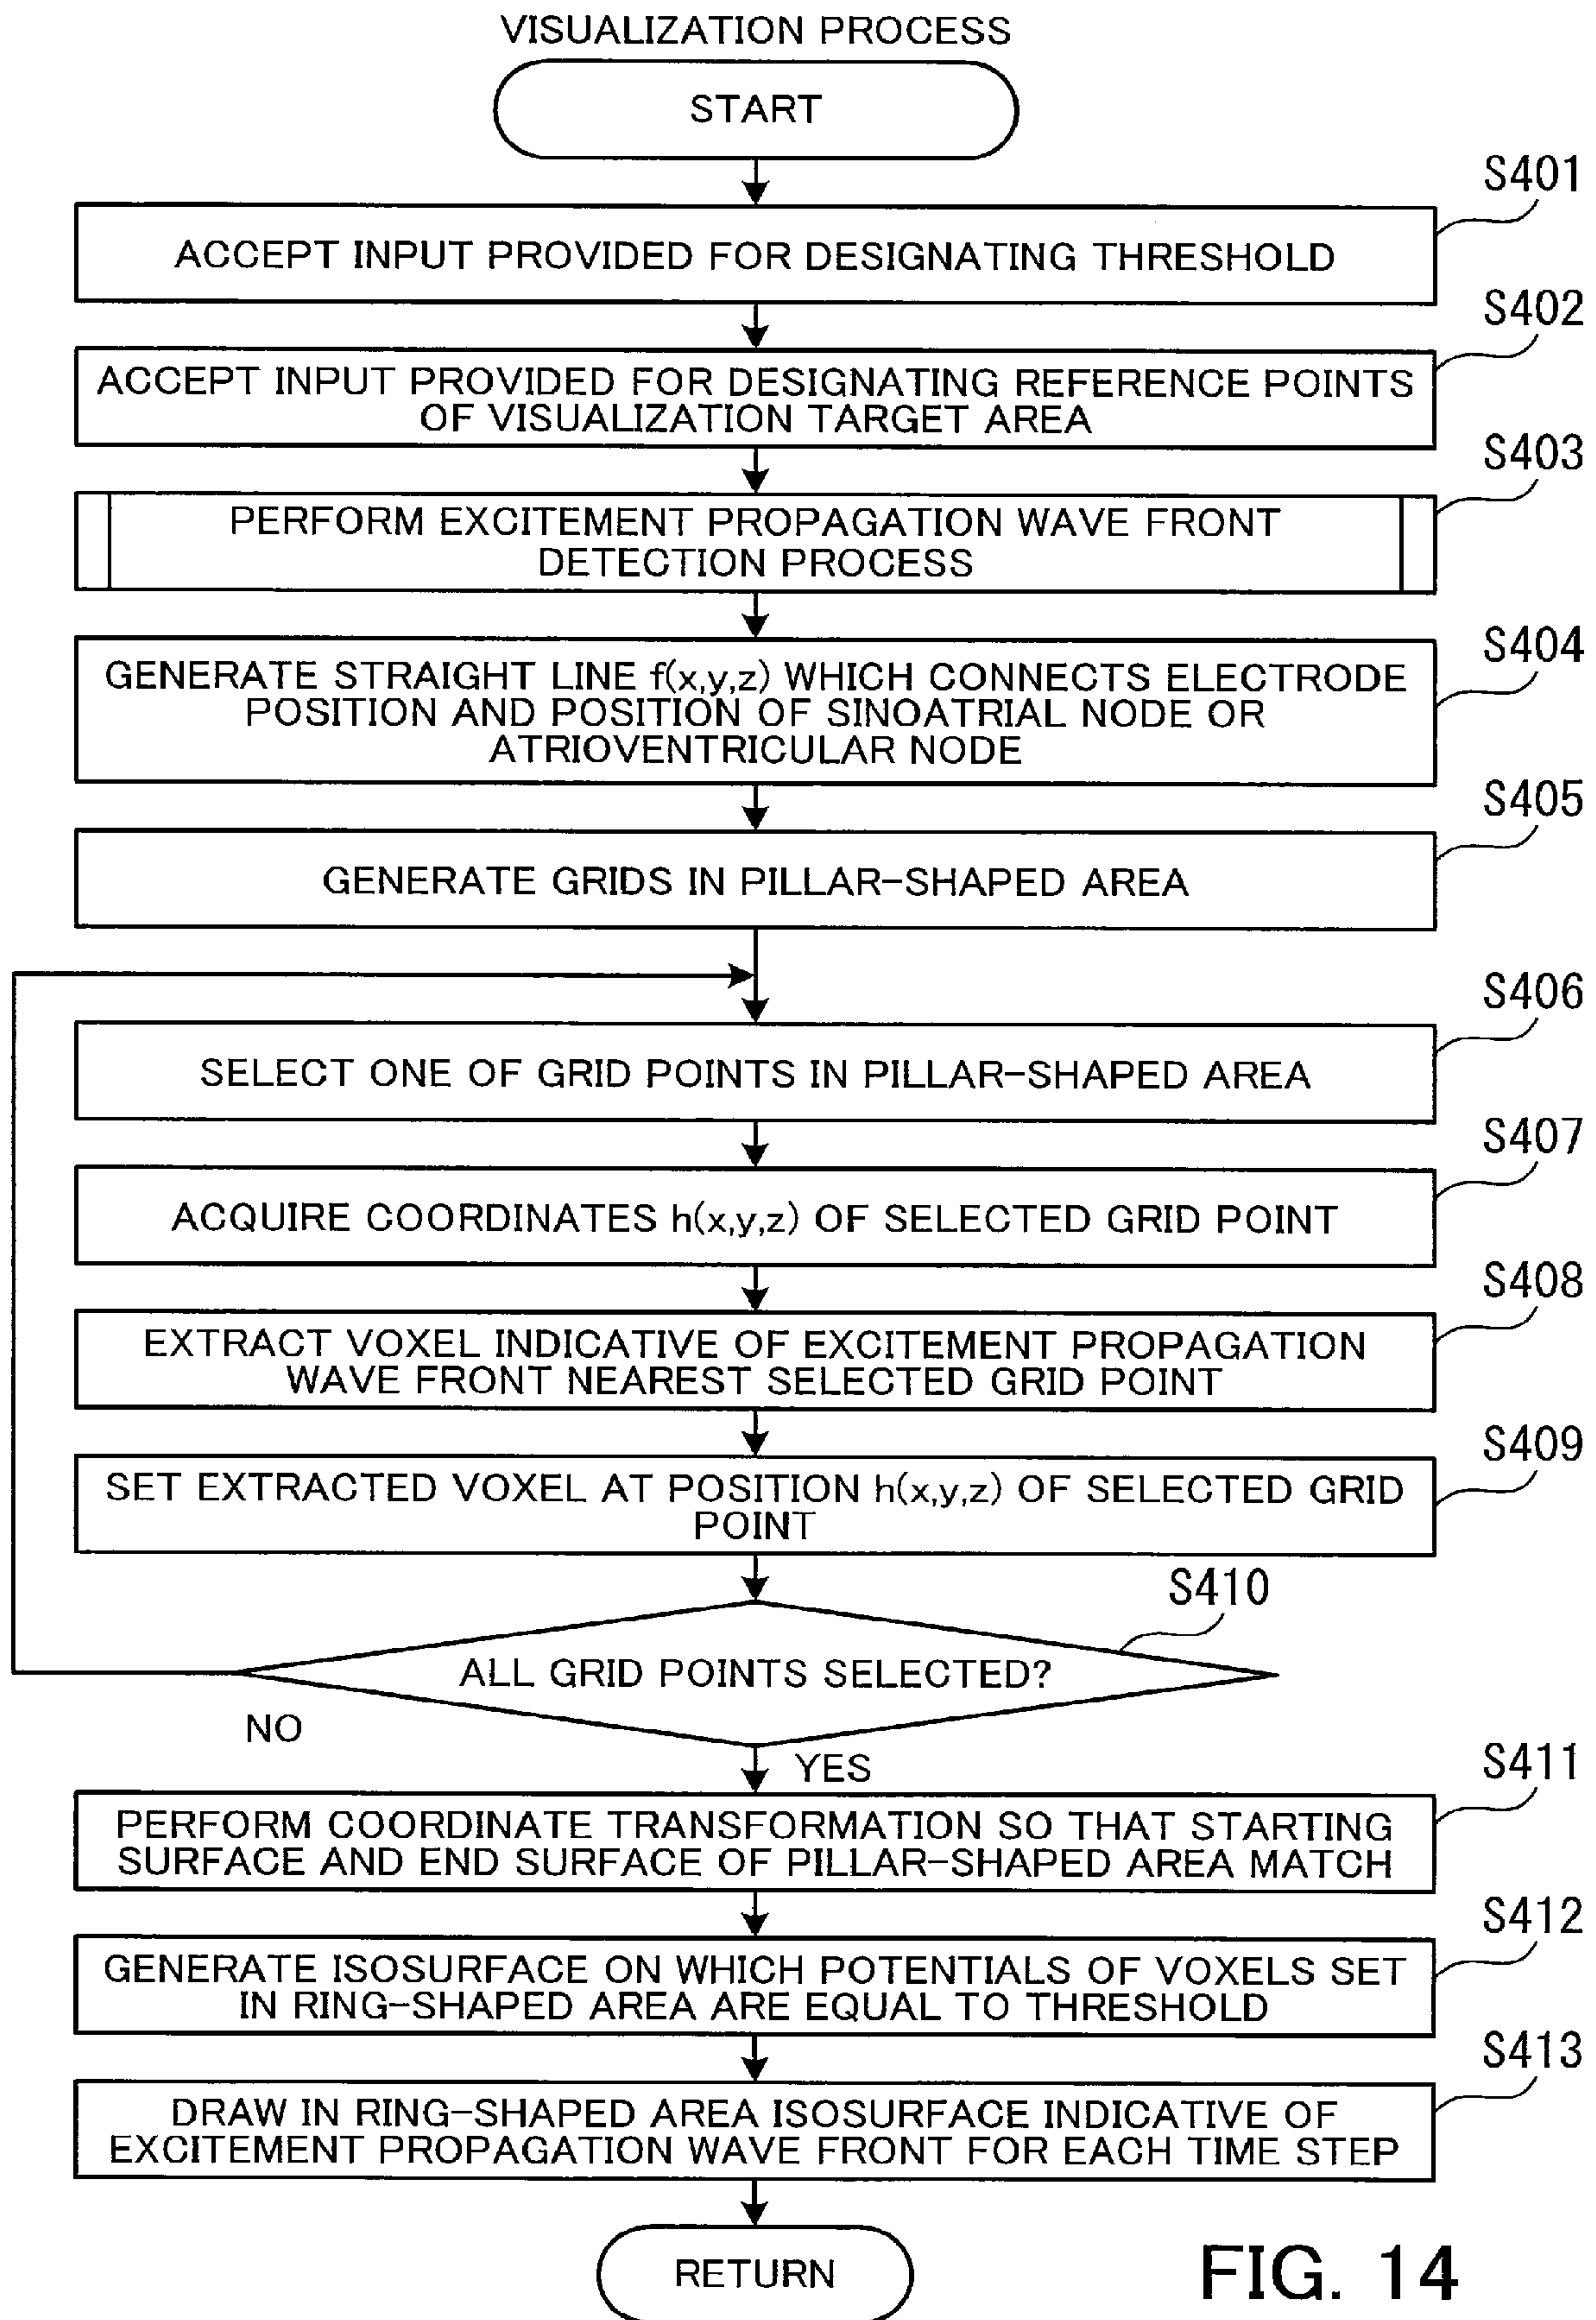 VISUALIZATION PROCESS
START
S401
ACCEPT INPUT PROVIDED FOR DESIGNATING THRESHOLD
S402
ACCEPT INPUT PROVIDED FOR DESIGNATING REFERENCE POINTS
OF VISUALIZATION TARGET AREA
S403
PERFORM EXCITEMENT PROPAGATION WAVE FRONT
DETECTION PROCESS
S404
GENERATE STRAIGHT LINE f(x,y,z) WHICH CONNECTS ELECTRODE
POSITION AND POSITION OF SINOATRIAL NODE OR
ATRIOVENTRICULAR NODE
S405
GENERATE GRIDS IN PILLAR-SHAPED AREA
S406
SELECT ONE OF GRID POINTS IN PILLAR-SHAPED AREA
S407
ACQUIRE COORDINATES h(x,y,z) OF SELECTED GRID POINT
S408
EXTRACT VOXEL INDICATIVE OF EXCITEMENT PROPAGATION
WAVE FRONT NEAREST SELECTED GRID POINT
S409
SET EXTRACTED VOXEL AT POSITION h(x,y,z) OF SELECTED GRID
POINT
S410
ALL GRID POINTS SELECTED?
NO
YES
S411
PERFORM COORDINATE TRANSFORMATION SO THAT STARTING
SURFACE AND END SURFACE OF PILLAR-SHAPED AREA MATCH
S412
GENERATE ISOSURFACE ON WHICH POTENTIALS OF VOXELS SET
IN RING-SHAPED AREA ARE EQUAL TO THRESHOLD
S413
DRAW IN RING-SHAPED AREA ISOSURFACE INDICATIVE OF
EXCITEMENT PROPAGATION WAVE FRONT FOR EACH TIME STEP
RETURN
FIG. 14